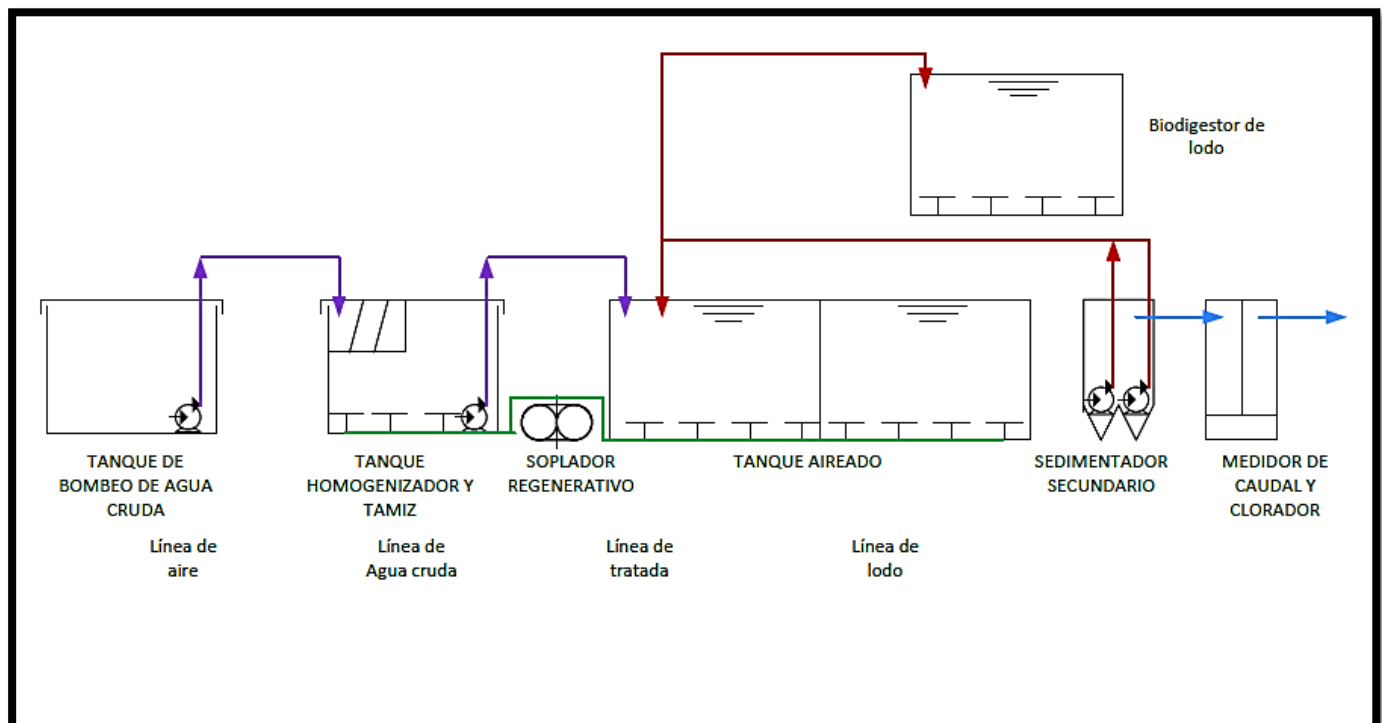 Biodigestor de
lodo
TANQUE DE
BOMBEO DE AGUA
CRUDA
TANQUE
HOMOGENIZADOR Y
TAMIZ
SOPLADOR
REGENERATIVO
TANQUE AIREADO
SEDIMENTADOR
SECUNDARIO
MEDIDOR DE
CAUDAL Y
CLORADOR
Línea de
aire
Línea de
Agua cruda
Línea de
tratada
Línea de
lodo